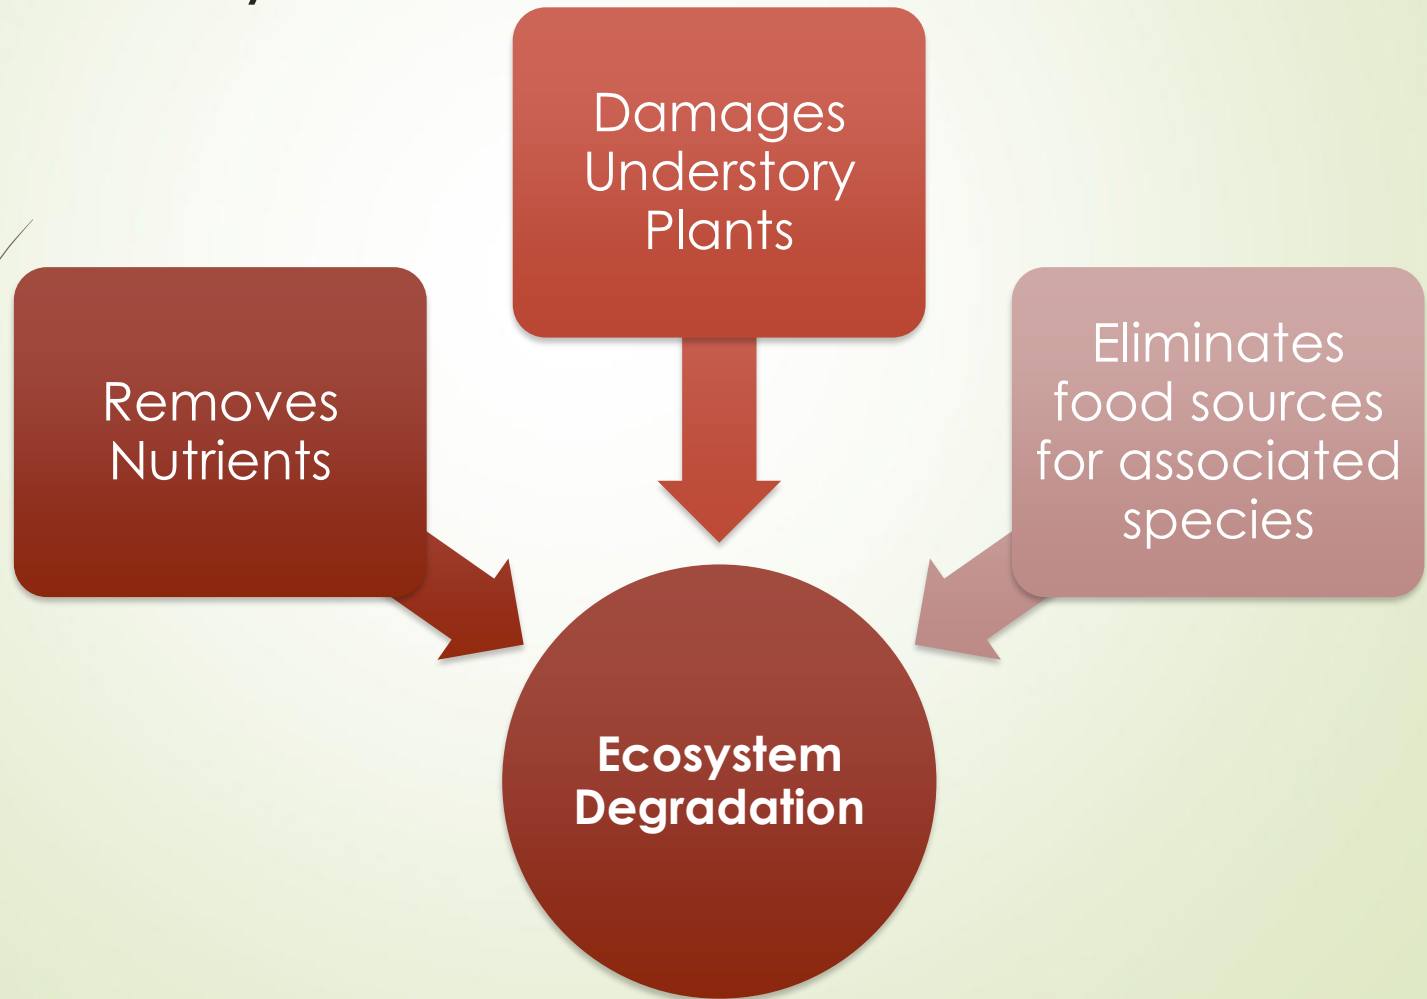 Removes
Nutrients
Damages
Understory
Plants
Eliminates
food sources
for associated
species
Ecosystem
Degradation